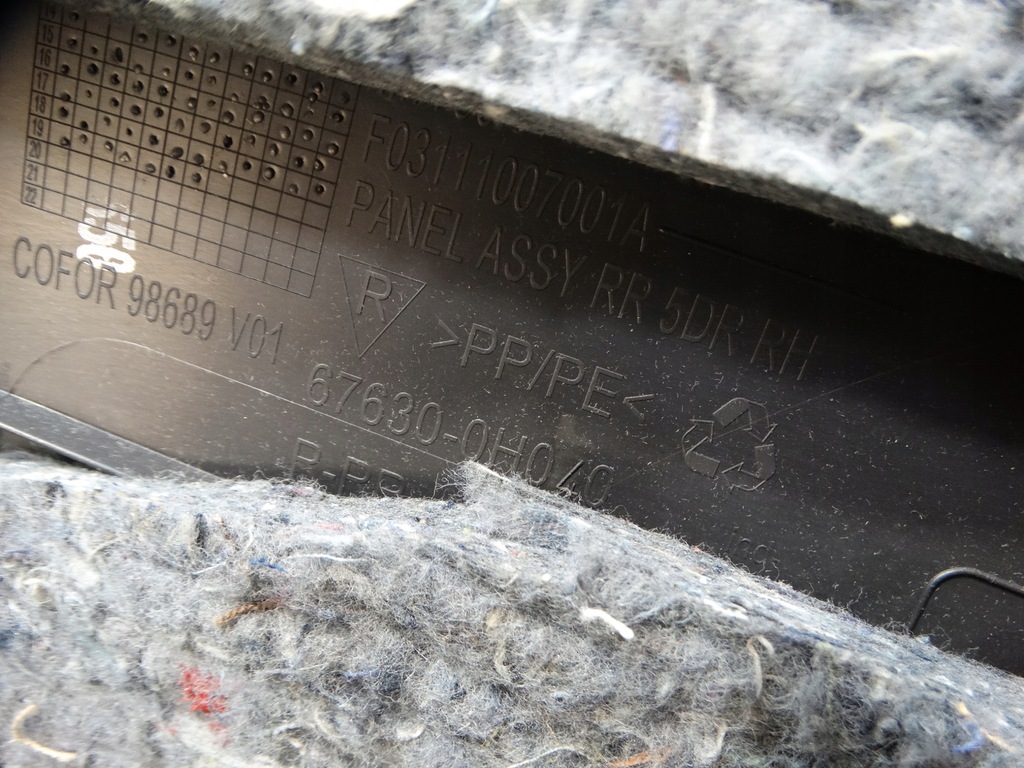 14
15
16
17
18
19
20
21
22
F03111007001A
PANEL ASSY RR 5DR RH
COFOR 98689 V01
R
>PP/PE<
67630-0H040